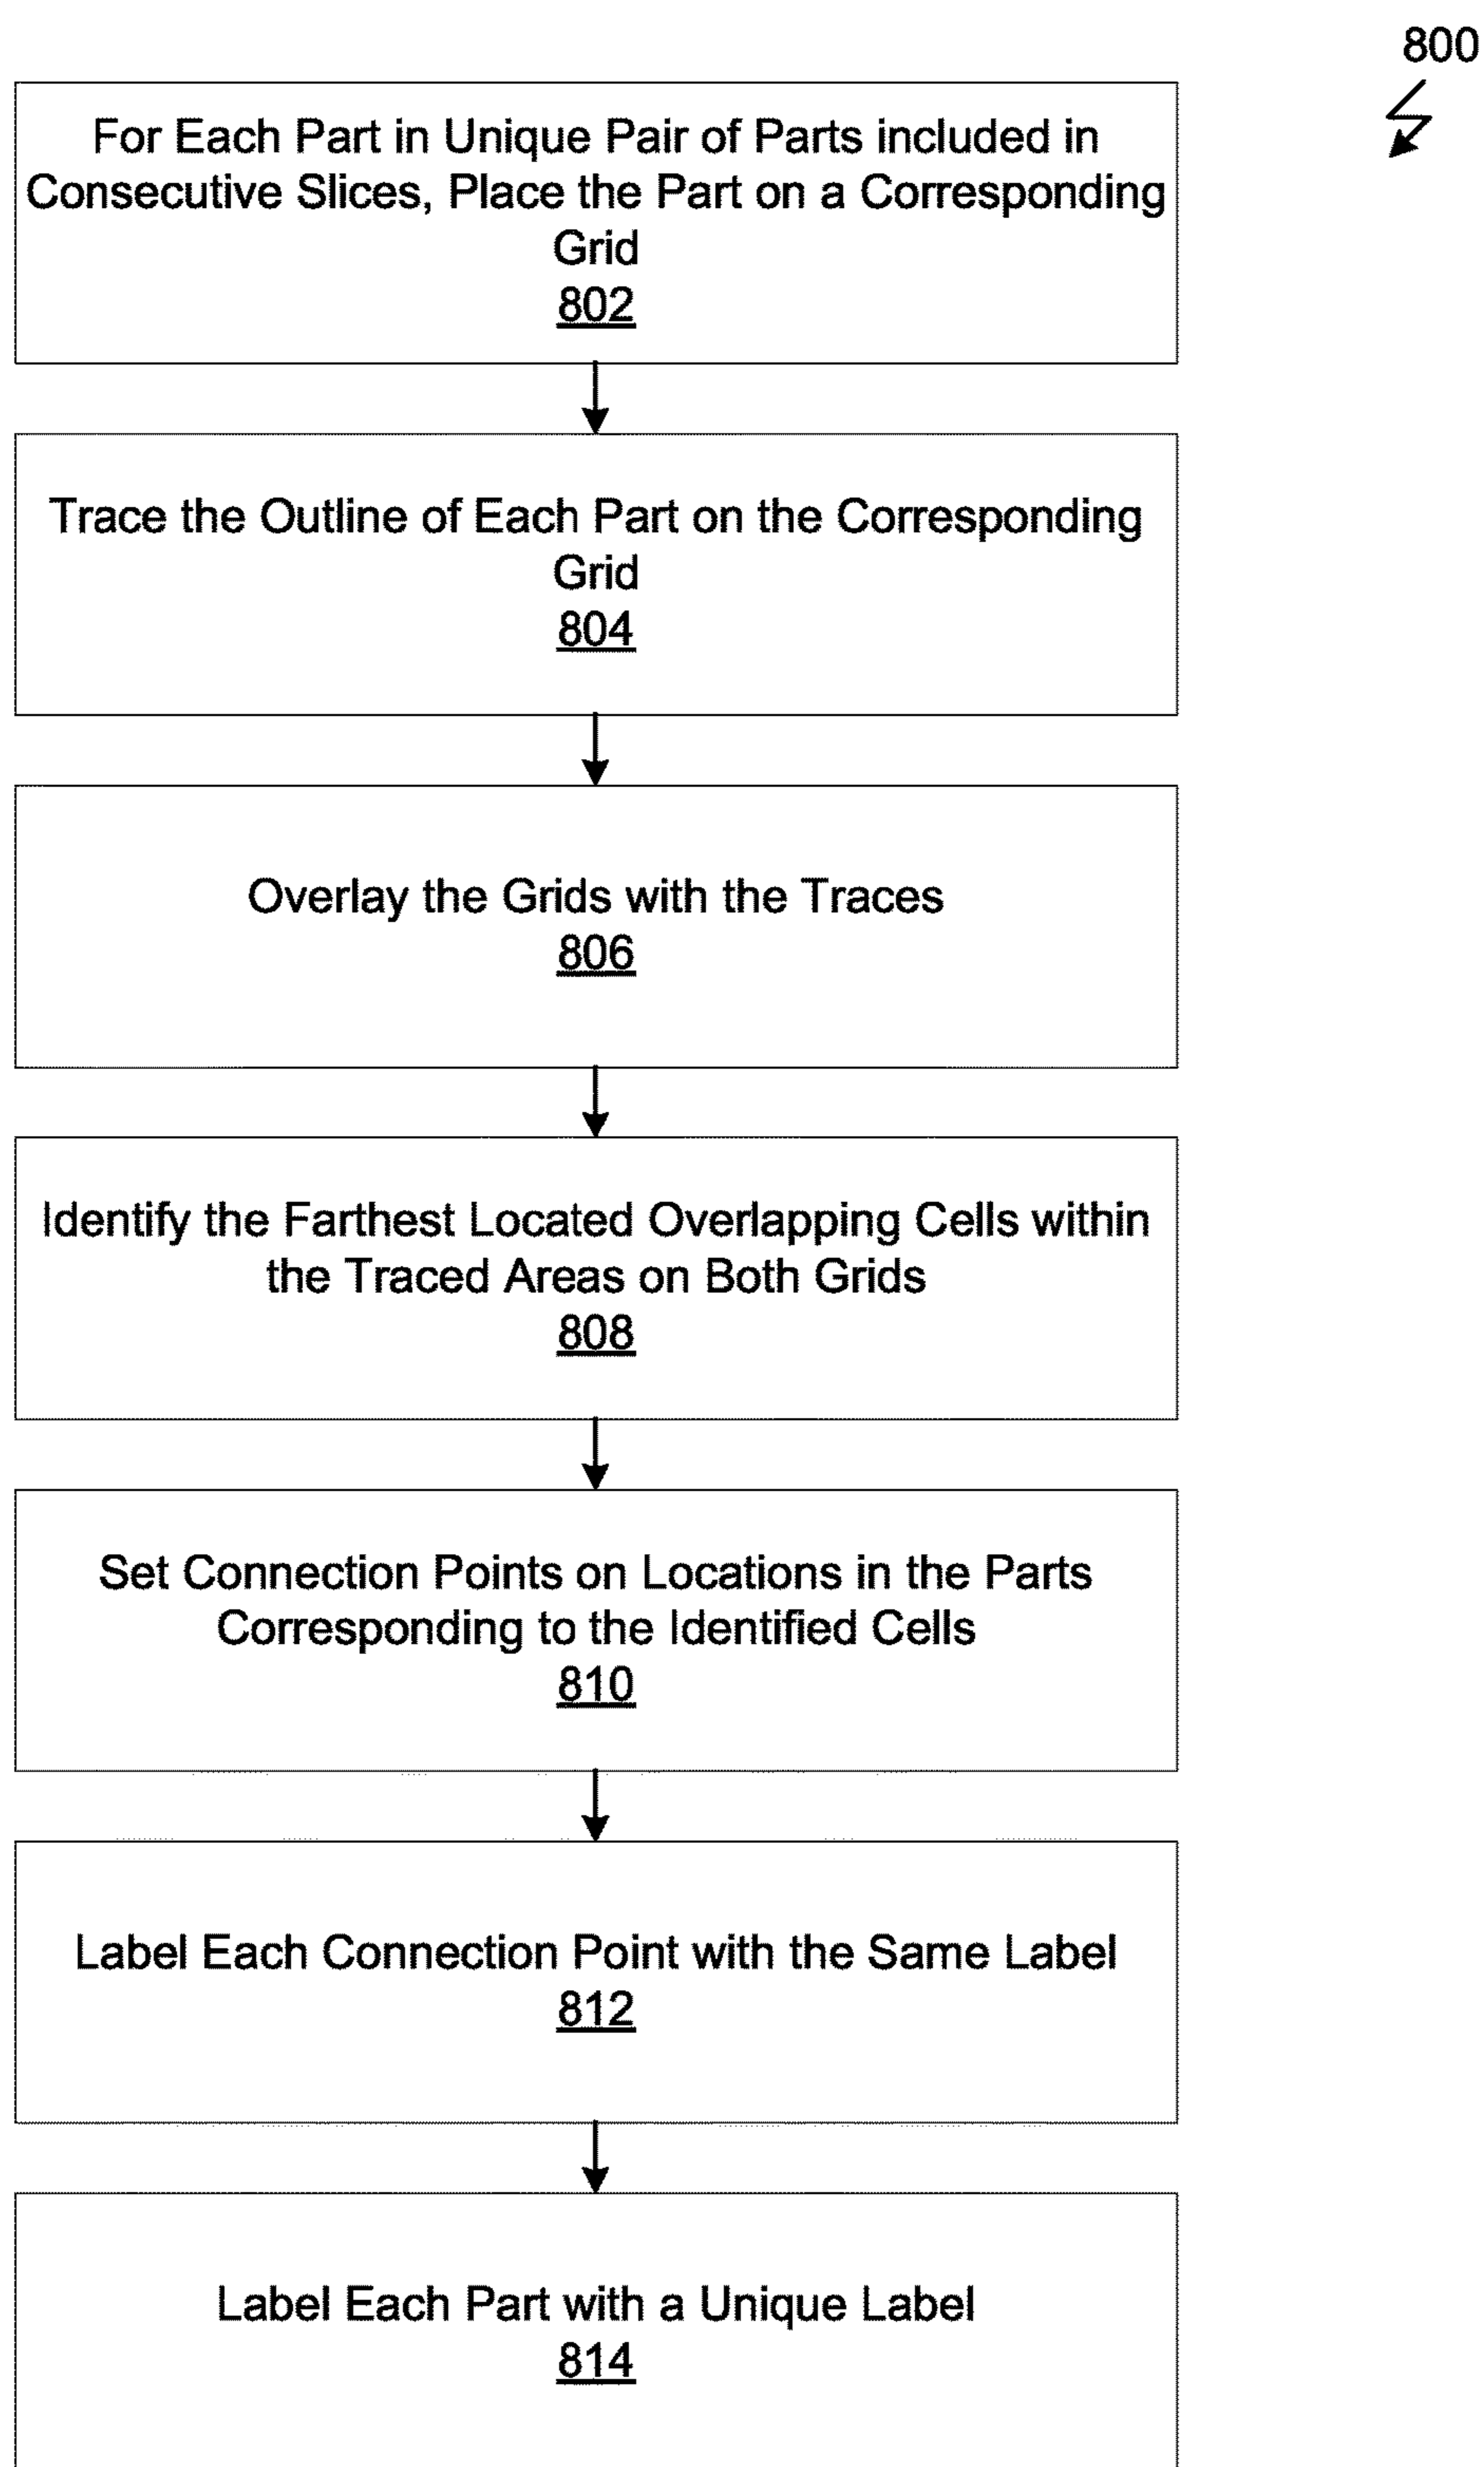 800
For Each Part in Unique Pair of Parts included in
Consecutive Slices, Place the Part on a Corresponding
Grid
802
Trace the Outline of Each Part on the Corresponding
Grid
804
Overlay the Grids with the Traces
806
Identify the Farthest Located Overlapping Cells within
the Traced Areas on Both Grids
808
Set Connection Points on Locations in the Parts
Corresponding to the Identified Cells
810
Label Each Connection Point with the Same Label
812
Label Each Part with a Unique Label
814